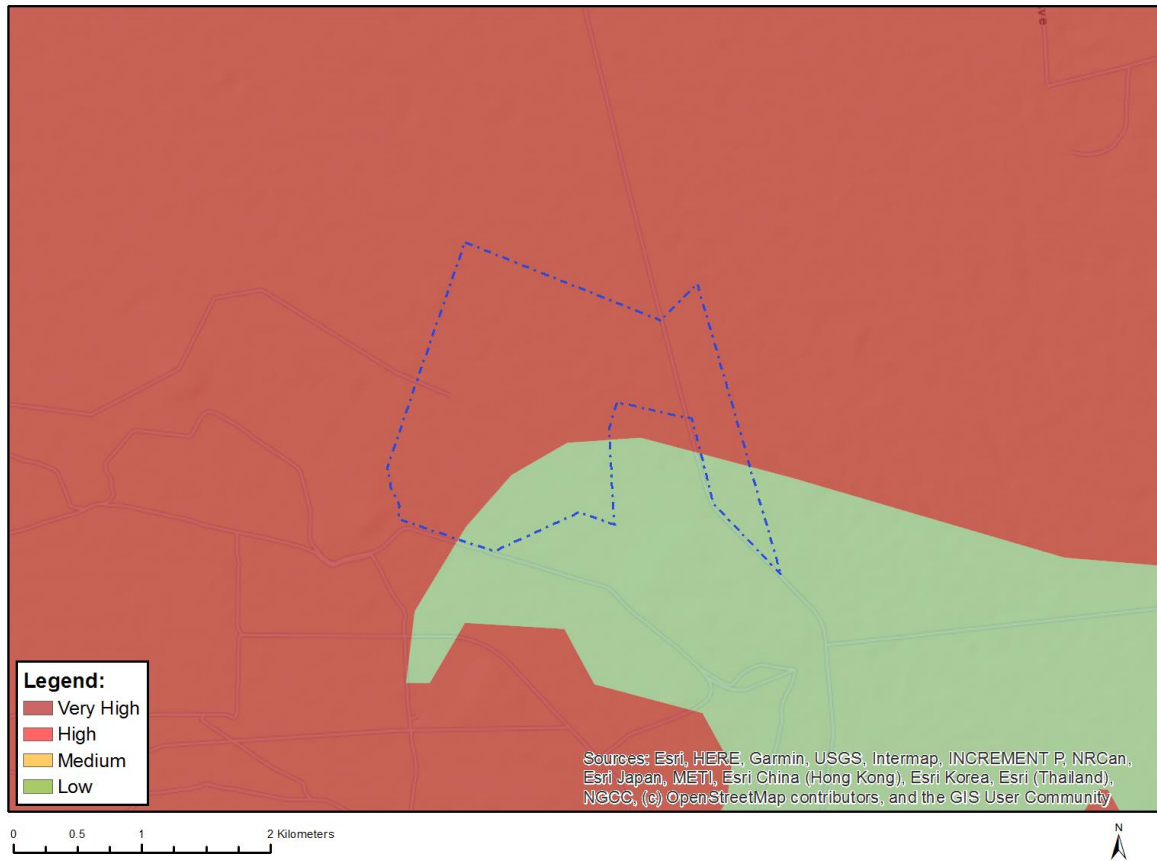 ve
Legend:
Very High
High
Medium
Low
Sources: Esri, HERE, Garmin, USGS, Intermap, INCREMENT P, NRCan,
Esri Japan, METI, Esri China (Hong Kong), Esri Korea, Esri (Thailand),
NGCC, (c) OpenStreetMap contributors, and the GIS User Community
0 0.5 1 2 Kilometers
N